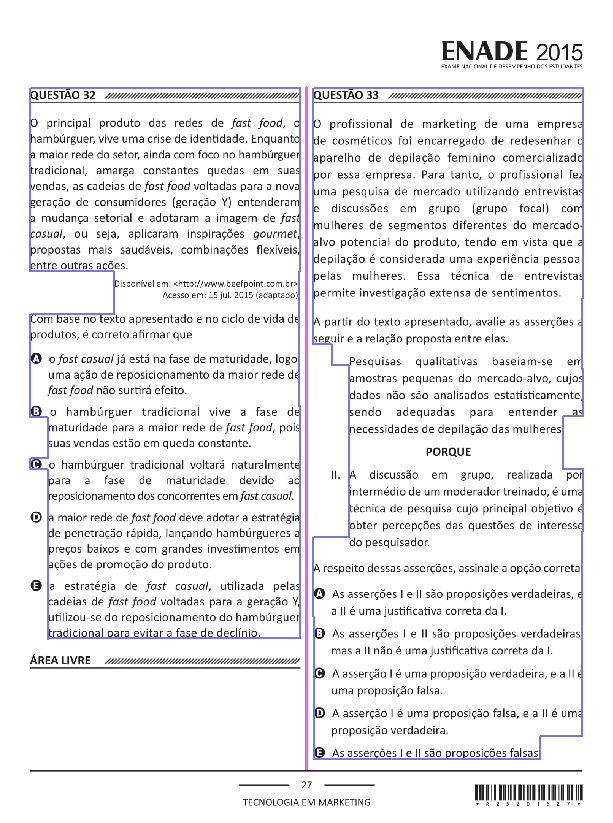 ENADE 2015
EXAME NACIONAL DE DESEMPENHO DOS ESTUDANTES
QUESTÃO 32
O principal produto das redes de fast food, o
hambúrguer, vive uma crise de identidade. Enquanto
a maior rede do setor, ainda com foco no hambúrguer
tradicional, amarga constantes quedas em suas
vendas, as cadeias de fast food voltadas para a nova
geração de consumidores (geração Y) entenderam
a mudança setorial e adotaram a imagem de fast
casual, ou seja, aplicaram inspirações gourmet,
propostas mais saudáveis, combinações flexíveis,
entre outras ações.
Disponível em: <http://www.beefpoint.com.br>
Acesso em: 15 jul. 2015 (adaptado)
Com base no texto apresentado e no ciclo de vida de
produtos, é correto afirmar que
A o fast casual já está na fase de maturidade, logo
uma ação de reposicionamento da maior rede de
fast food não surtirá efeito.
B o hambúrguer tradicional vive a fase de
maturidade para a maior rede de fast food, pois
suas vendas estão em queda constante.
C o hambúrguer tradicional voltará naturalmente
para a fase de maturidade devido ao
reposicionamento dos concorrentes em fast casual.
D a maior rede de fast food deve adotar a estratégia
de penetração rápida, lançando hambúrgueres a
preços baixos e com grandes investimentos em
ações de promoção do produto.
E a estratégia de fast casual, utilizada pelas
cadeias de fast food voltadas para a geração Y,
utilizou-se do reposicionamento do hambúrguer
tradicional para evitar a fase de declínio.
ÁREA LIVRE
QUESTÃO 33
O profissional de marketing de uma empresa
de cosméticos foi encarregado de redesenhar o
aparelho de depilação feminino comercializado
por essa empresa. Para tanto, o profissional fez
uma pesquisa de mercado utilizando entrevistas
e discussões em grupo (grupo focal) com
mulheres de segmentos diferentes do mercado-
alvo potencial do produto, tendo em vista que a
depilação é considerada uma experiência pessoal
pelas mulheres. Essa técnica de entrevistas
permite investigação extensa de sentimentos.
A partir do texto apresentado, avalie as asserções a
seguir e a relação proposta entre elas.
Pesquisas qualitativas baseiam-se em
amostras pequenas do mercado-alvo, cujos
dados não são analisados estatisticamente,
sendo adequadas para entender as
necessidades de depilação das mulheres
PORQUE
II. A discussão em grupo, realizada por
intermédio de um moderador treinado, é uma
técnica de pesquisa cujo principal objetivo é
obter percepções das questões de interesse
do pesquisador.
A respeito dessas asserções, assinale a opção correta
A As asserções I e II são proposições verdadeiras, e
a II é uma justificativa correta da I.
B As asserções I e II são proposições verdadeiras
mas a II não é uma justificativa correta da I.
C A asserção I é uma proposição verdadeira, e a II é
uma proposição falsa.
D A asserção I é uma proposição falsa, e a II é uma
proposição verdadeira.
E As asserções I e II são proposições falsas
27
TECNOLOGIA EM MARKETING
*R25201527*